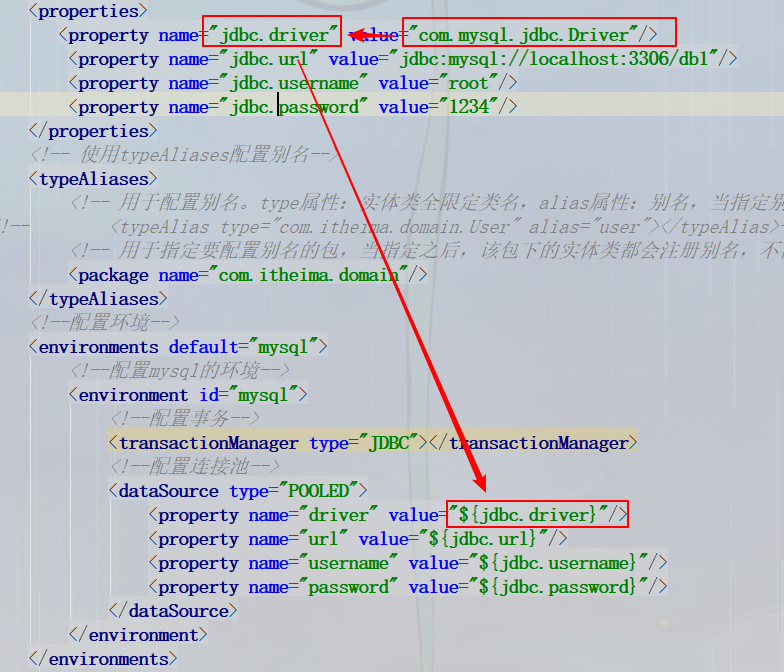 <properties>
<property name="jdbc.driver" value="com.mysql.jdbc.Driver"/>
<property name="jdbc.url" value="jdbc:mysql://localhost:3306/db1"/>
<property name="jdbc.username" value="root"/>
<property name="jdbc.password" value="1234"/>
</properties>
<!-- 使用typeAliases配置别名-->
<typeAliases>
<!-- 用于配置别名。type属性：实体类全限定类名，alias属性：别名，当指定别
!-- <typeAlias type="com.itheima.domain.User" alias="user"></typeAlias>-
<!-- 用于指定要配置别名的包，当指定之后，该包下的实体类都会注册别名，不
<package name="com.itheima.domain"/>
</typeAliases>
<!--配置环境-->
<environments default="mysql">
<!--配置mysql的环境-->
<environment id="mysql">
<!--配置事务-->
<transactionManager type="JDBC"></transactionManager>
<!--配置连接池-->
<dataSource type="POOLED">
<property name="driver" value="${jdbc.driver}"/>
<property name="url" value="${jdbc.url}"/>
<property name="username" value="${jdbc.username}"/>
<property name="password" value="${jdbc.password}"/>
</dataSource>
</environment>
</environments>